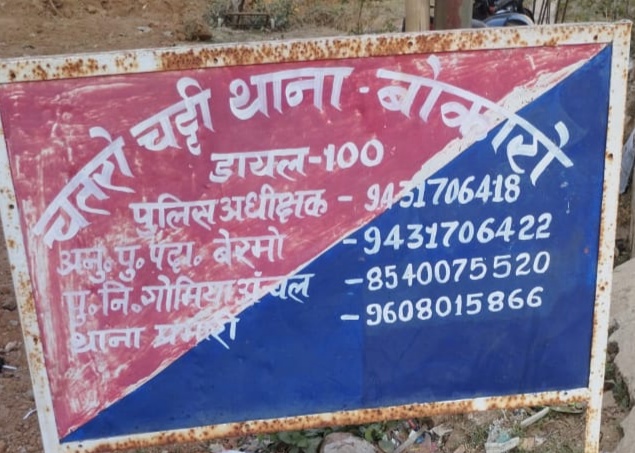 चतरो चट्टी थाना - बोकारो
डायल-100
पुलिस अधीक्षक - 9431706418
अनु.पु.पदा. बेरमो - 9431706422
पु.नि.गोमिया अंचल - 8540075520
थाना प्रभारी - 9608015866